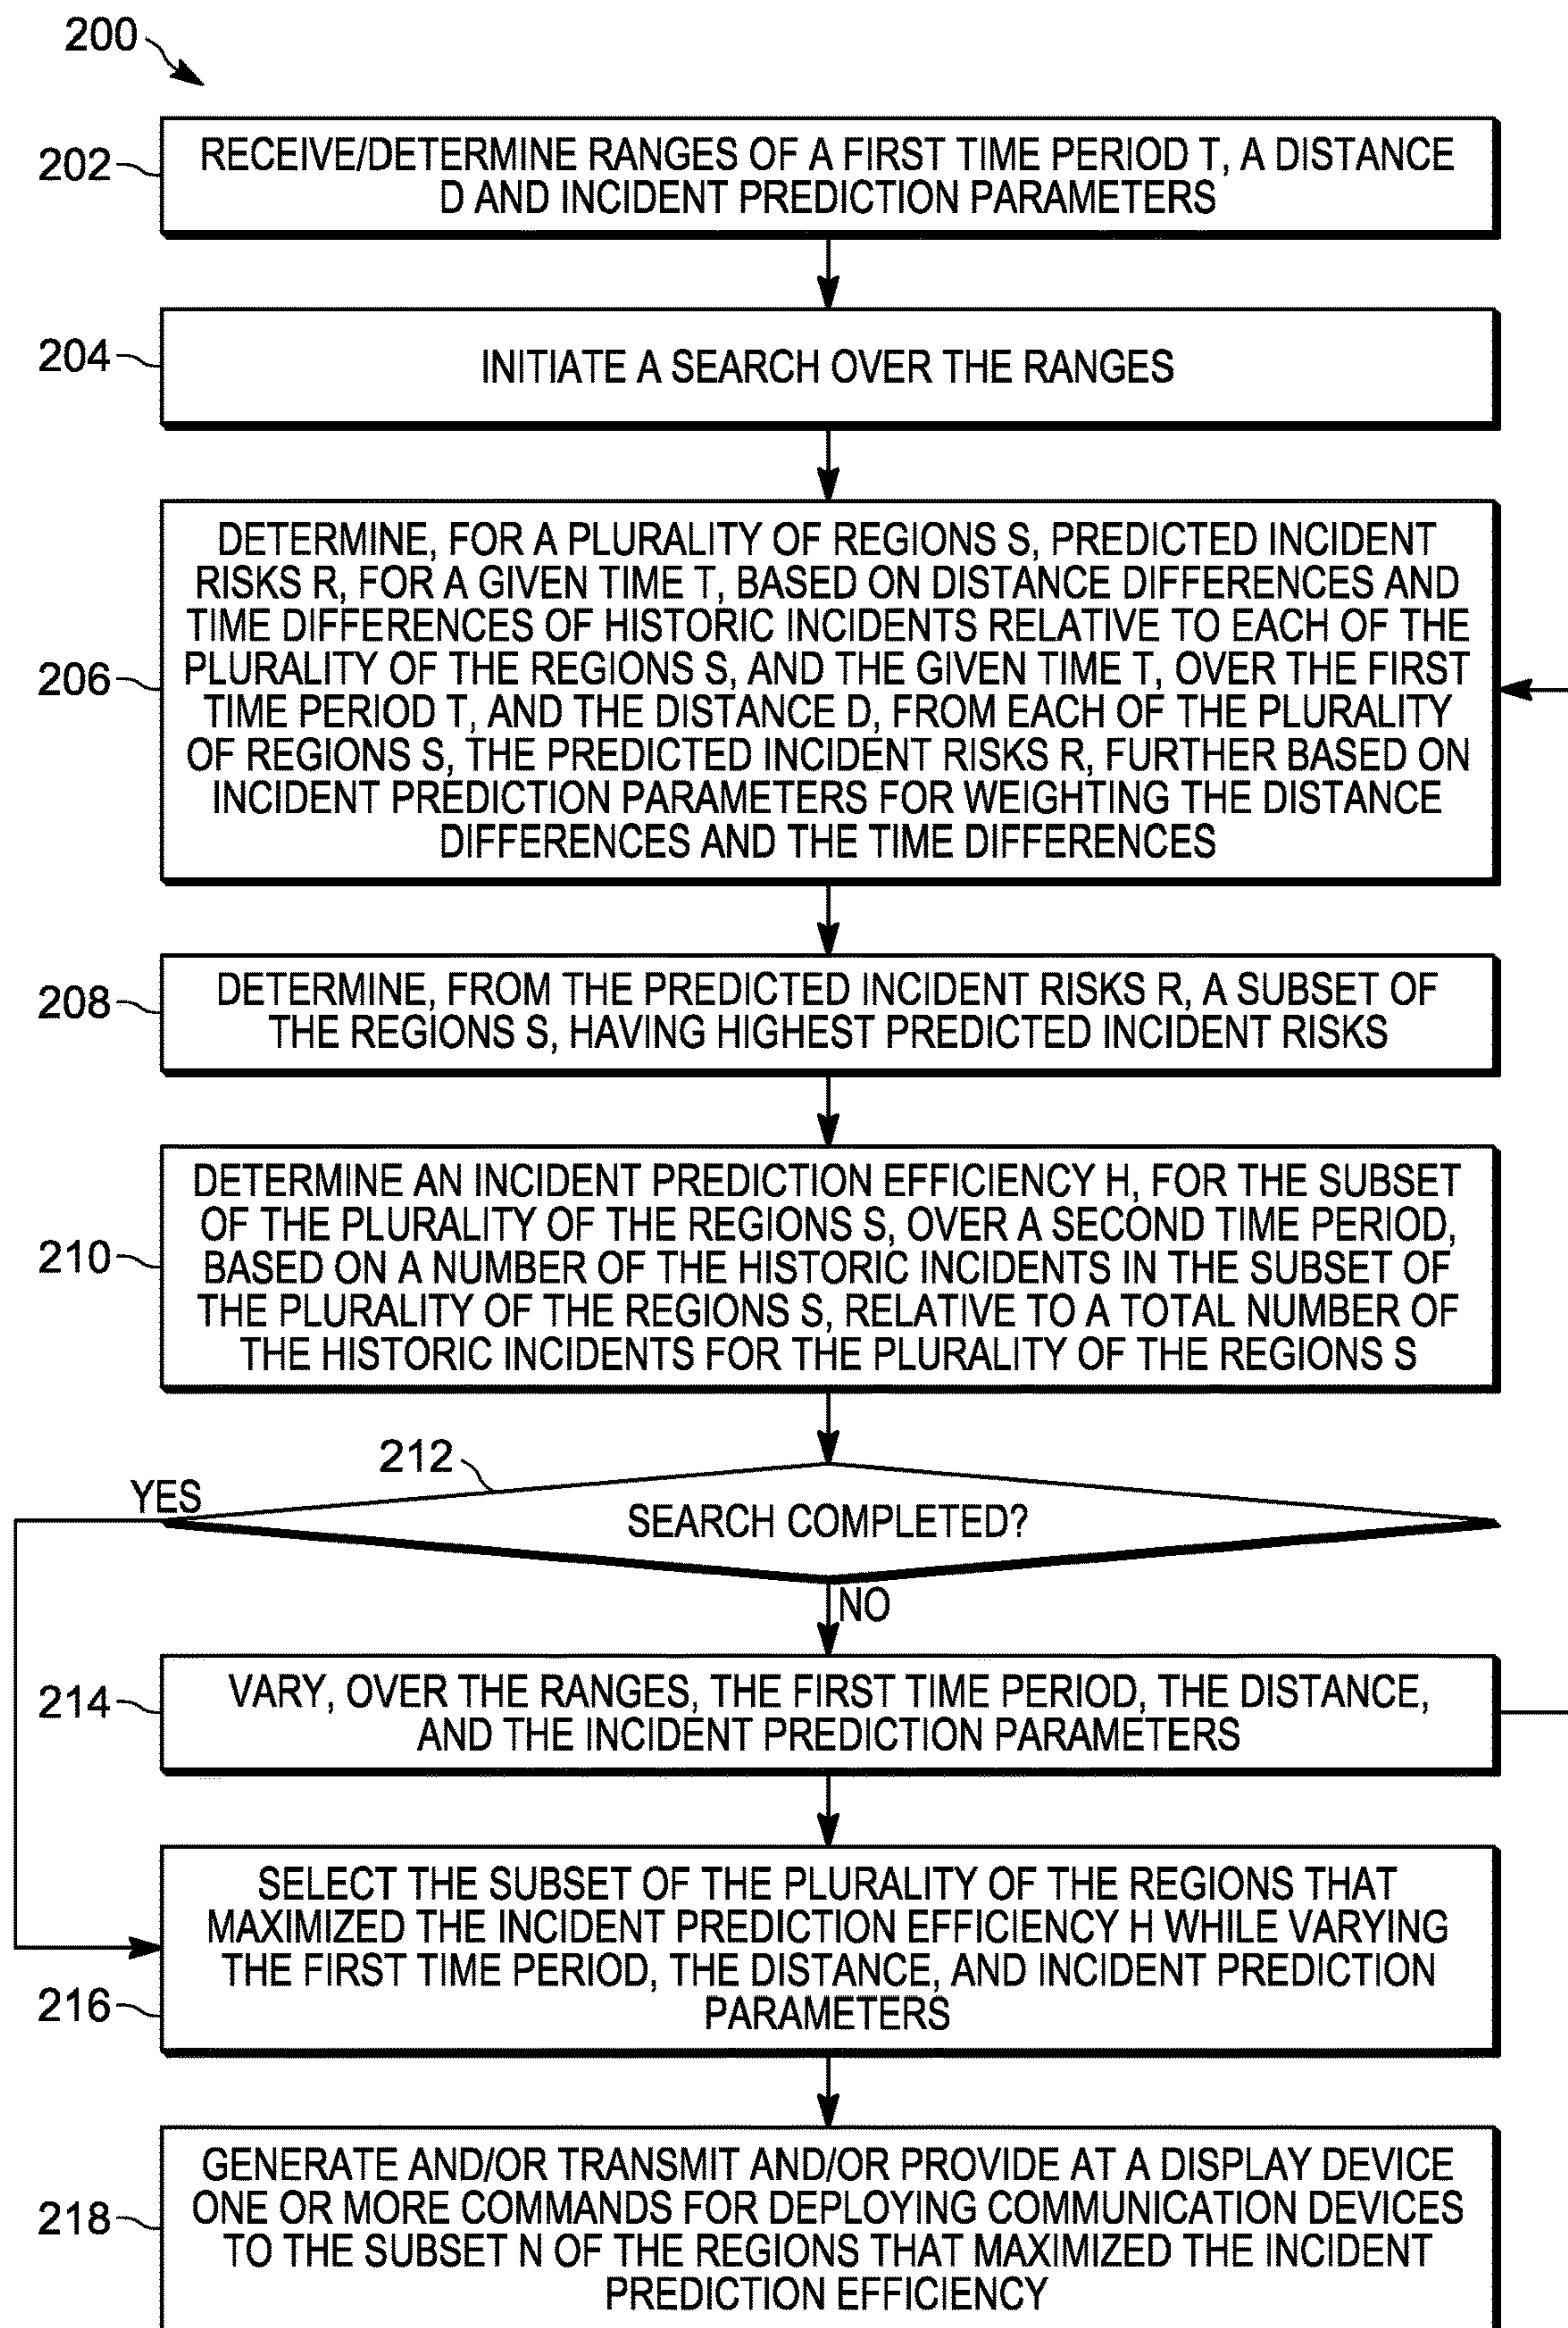 200
202
RECEIVE/DETERMINE RANGES OF A FIRST TIME PERIOD T, A DISTANCE
D AND INCIDENT PREDICTION PARAMETERS
204
INITIATE A SEARCH OVER THE RANGES
206
DETERMINE, FOR A PLURALITY OF REGIONS S, PREDICTED INCIDENT
RISKS R, FOR A GIVEN TIME T, BASED ON DISTANCE DIFFERENCES AND
TIME DIFFERENCES OF HISTORIC INCIDENTS RELATIVE TO EACH OF THE
PLURALITY OF THE REGIONS S, AND THE GIVEN TIME T, OVER THE FIRST
TIME PERIOD T, AND THE DISTANCE D, FROM EACH OF THE PLURALITY
OF REGIONS S, THE PREDICTED INCIDENT RISKS R, FURTHER BASED ON
INCIDENT PREDICTION PARAMETERS FOR WEIGHTING THE DISTANCE
DIFFERENCES AND THE TIME DIFFERENCES
208
DETERMINE, FROM THE PREDICTED INCIDENT RISKS R, A SUBSET OF
THE REGIONS S, HAVING HIGHEST PREDICTED INCIDENT RISKS
210
DETERMINE AN INCIDENT PREDICTION EFFICIENCY H, FOR THE SUBSET
OF THE PLURALITY OF THE REGIONS S, OVER A SECOND TIME PERIOD,
BASED ON A NUMBER OF THE HISTORIC INCIDENTS IN THE SUBSET OF
THE PLURALITY OF THE REGIONS S, RELATIVE TO A TOTAL NUMBER OF
THE HISTORIC INCIDENTS FOR THE PLURALITY OF THE REGIONS S
212
YES
SEARCH COMPLETED?
NO
214
VARY, OVER THE RANGES, THE FIRST TIME PERIOD, THE DISTANCE,
AND THE INCIDENT PREDICTION PARAMETERS
216
SELECT THE SUBSET OF THE PLURALITY OF THE REGIONS THAT
MAXIMIZED THE INCIDENT PREDICTION EFFICIENCY H WHILE VARYING
THE FIRST TIME PERIOD, THE DISTANCE, AND INCIDENT PREDICTION
PARAMETERS
218
GENERATE AND/OR TRANSMIT AND/OR PROVIDE AT A DISPLAY DEVICE
ONE OR MORE COMMANDS FOR DEPLOYING COMMUNICATION DEVICES
TO THE SUBSET N OF THE REGIONS THAT MAXIMIZED THE INCIDENT
PREDICTION EFFICIENCY